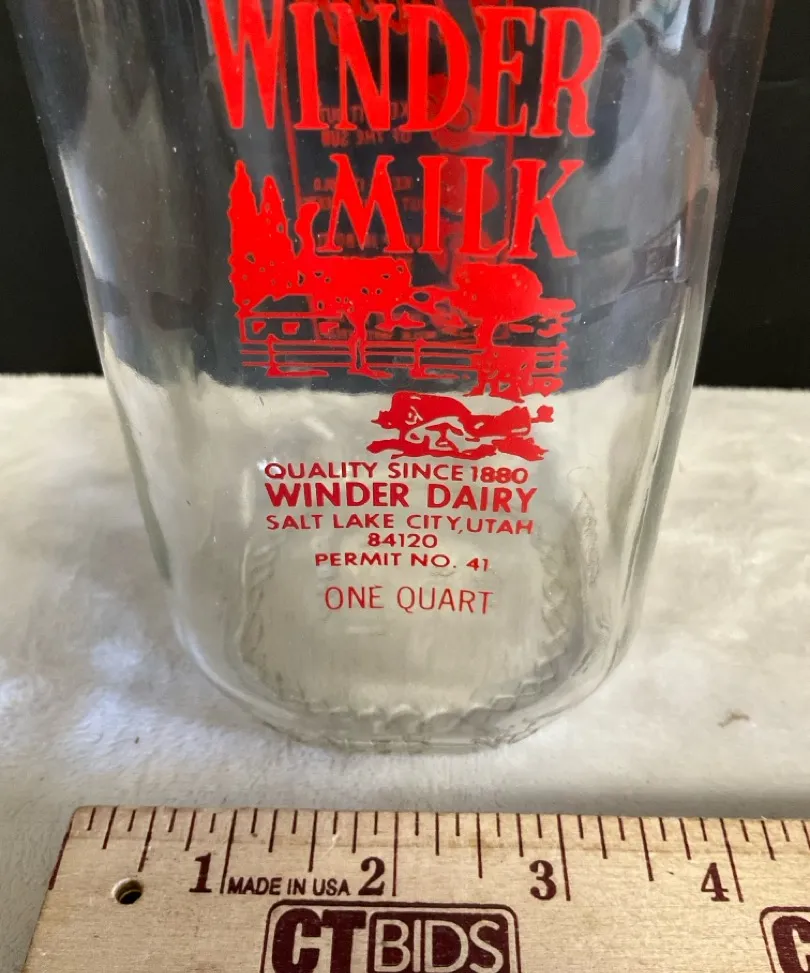 WINDER
MILK
QUALITY SINCE 1880
WINDER DAIRY
SALT LAKE CITY, UTAH
84120
PERMIT NO. 41
ONE QUART
1 MADE IN USA 2 3 4
CTBIDS